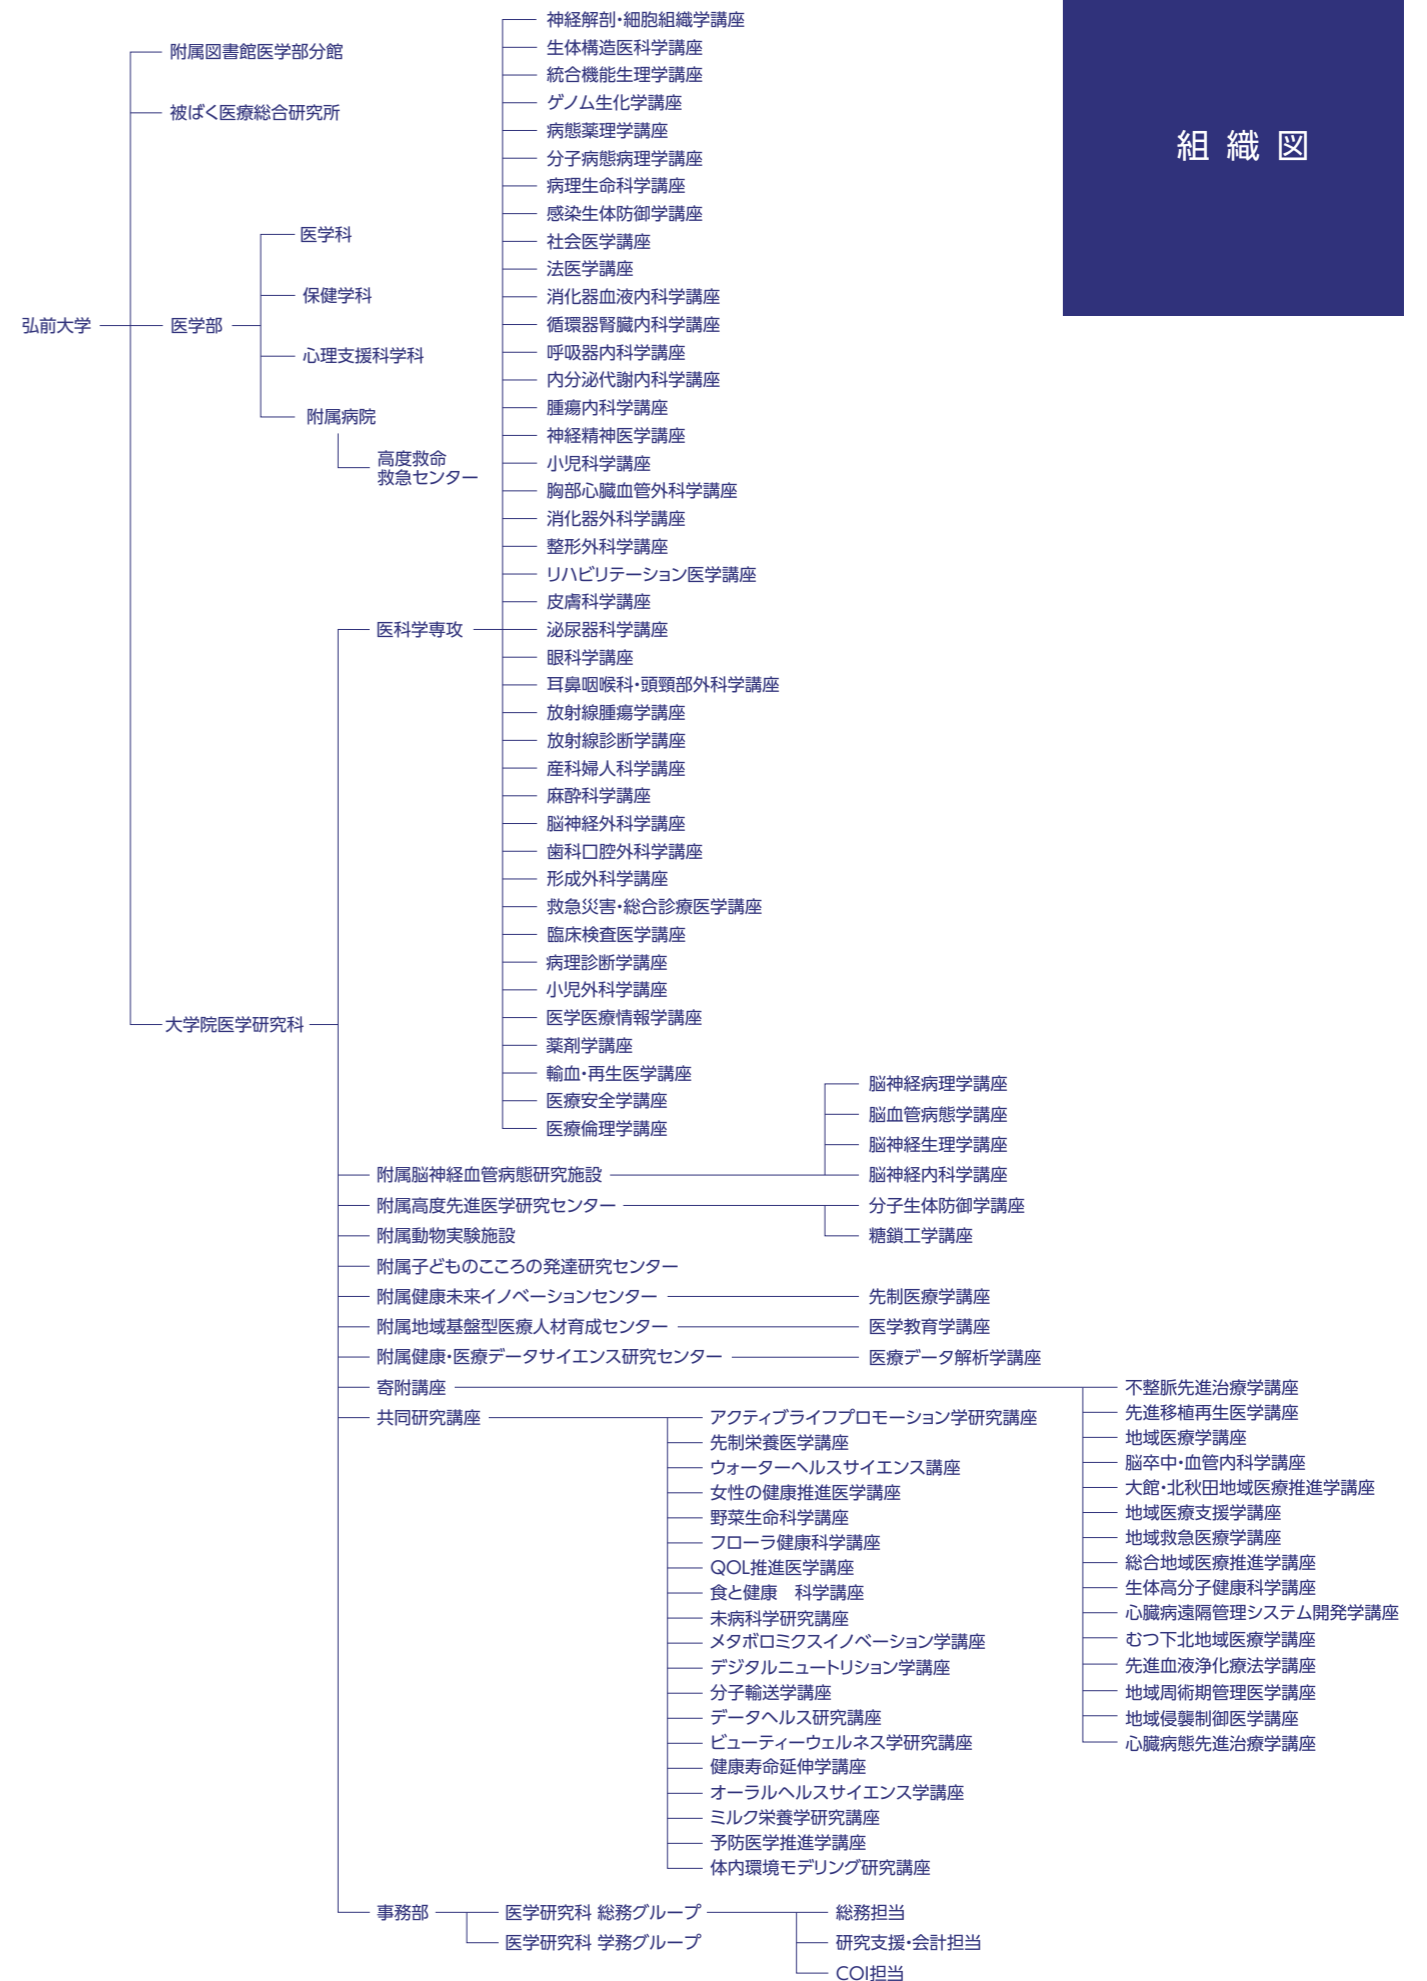 組織図
弘前大学
附属図書館医学部分館
被ばく医療総合研究所
医学部
医学科
保健学科
心理支援科学科
附属病院
高度救命
救急センター
大学院医学研究科
医科学専攻
神経解剖・細胞組織学講座
生体構造医科学講座
統合機能生理学講座
ゲノム生化学講座
病態薬理学講座
分子病態病理学講座
病理生命科学講座
感染生体防御学講座
社会医学講座
法医学講座
消化器血液内科学講座
循環器腎臓内科学講座
呼吸器内科学講座
内分泌代謝内科学講座
腫瘍内科学講座
神経精神医学講座
小児科学講座
胸部心臓血管外科学講座
消化器外科学講座
整形外科学講座
リハビリテーション医学講座
皮膚科学講座
泌尿器科学講座
眼科学講座
耳鼻咽喉科・頭頸部外科学講座
放射線腫瘍学講座
放射線診断学講座
産科婦人科学講座
麻酔科学講座
脳神経外科学講座
歯科口腔外科学講座
形成外科学講座
救急災害・総合診療医学講座
臨床検査医学講座
病理診断学講座
小児外科学講座
医学医療情報学講座
薬剤学講座
輸血・再生医学講座
医療安全学講座
医療倫理学講座
附属脳神経血管病態研究施設
脳神経病理学講座
脳血管病態学講座
脳神経生理学講座
脳神経内科学講座
附属高度先進医学研究センター
分子生体防御学講座
糖鎖工学講座
附属動物実験施設
附属子どものこころの発達研究センター
附属健康未来イノベーションセンター
先制医療学講座
附属地域基盤型医療人材育成センター
医学教育学講座
附属健康・医療データサイエンス研究センター
医療データ解析学講座
寄附講座
不整脈先進治療学講座
先進移植再生医学講座
地域医療学講座
脳卒中・血管内科学講座
大館・北秋田地域医療推進学講座
地域医療支援学講座
地域救急医療学講座
総合地域医療推進学講座
生体高分子健康科学講座
心臓病遠隔管理システム開発学講座
むつ下北地域医療学講座
先進血液浄化療法学講座
地域周術期管理医学講座
地域侵襲制御医学講座
心臓病態先進治療学講座
共同研究講座
アクティブライフプロモーション学研究講座
先制栄養医学講座
ウォーターヘルスサイエンス講座
女性の健康推進医学講座
野菜生命科学講座
フローラ健康科学講座
QOL推進医学講座
食と健康　科学講座
未病科学研究講座
メタボロミクスイノベーション学講座
デジタルニュートリション学講座
分子輸送学講座
データヘルス研究講座
ビューティーウェルネス学研究講座
健康寿命延伸学講座
オーラルヘルスサイエンス学講座
ミルク栄養学研究講座
予防医学推進学講座
体内環境モデリング研究講座
事務部
医学研究科 総務グループ
医学研究科 学務グループ
総務担当
研究支援・会計担当
COI担当